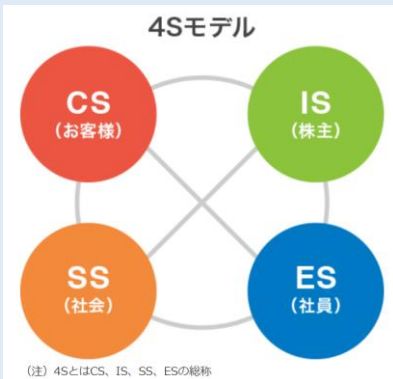 4Sモデル
CS
（お客様）
IS
（株主）
SS
（社会）
ES
（社員）
（注）4SとはCS、IS、SS、ESの総称